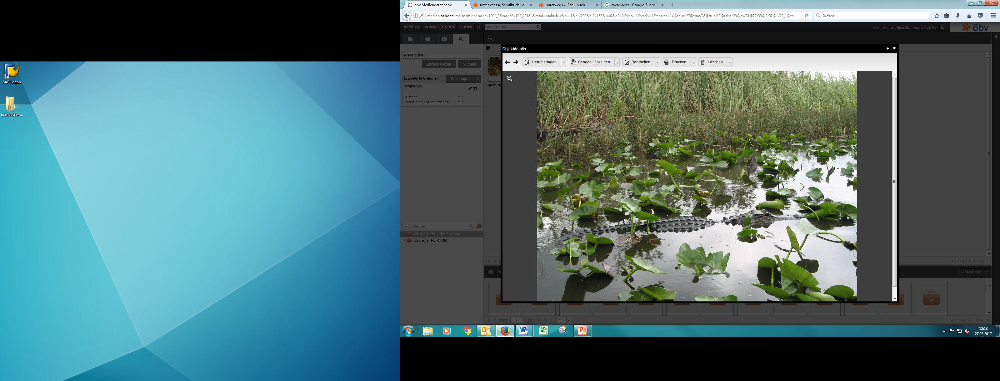 SAP Logon
licensecraw...
öbv Mediendatenbank
unterwegs 4, Schulbuch | ö...
unterwegs 4, Schulbuch
everglades - Google-Suche
medien.oebv.at/ims/main.do#node=1001_0&node2=102_20181&mod=mainview&c=-1&el=200&el2=150&p=0&p2=0&cat=-1&cat2=-1&search=14@false/27@true/28@true/13@false/23@px/24@72/33@B/32@1/29_1@tr
Suchen
ANSICHT ADMINISTRATION PROFIL ?
Schnellsuche
Angemeldet als: Redaktion_vsnms Aushilfe
öbv
everglades
Zurücksetzen Suchen
Erweiterte Optionen Hinzufügen
Objekttyp
Ordner: Nein
Verknüpfungen einbeziehen: Nein
4nature
Objektdetails
Herunterladen Senden / Anzeigen Bearbeiten Drucken Löschen
Nachschlagen
2013_02_25_alte_struktur
NEUE_STRUKTUR
Angezeigt: 1 - 12 von 12
20
ActiveMenu
SEITE 1 VON 1 150
Angezeigt: 1 - 31 von 31
12:18
27.03.2017